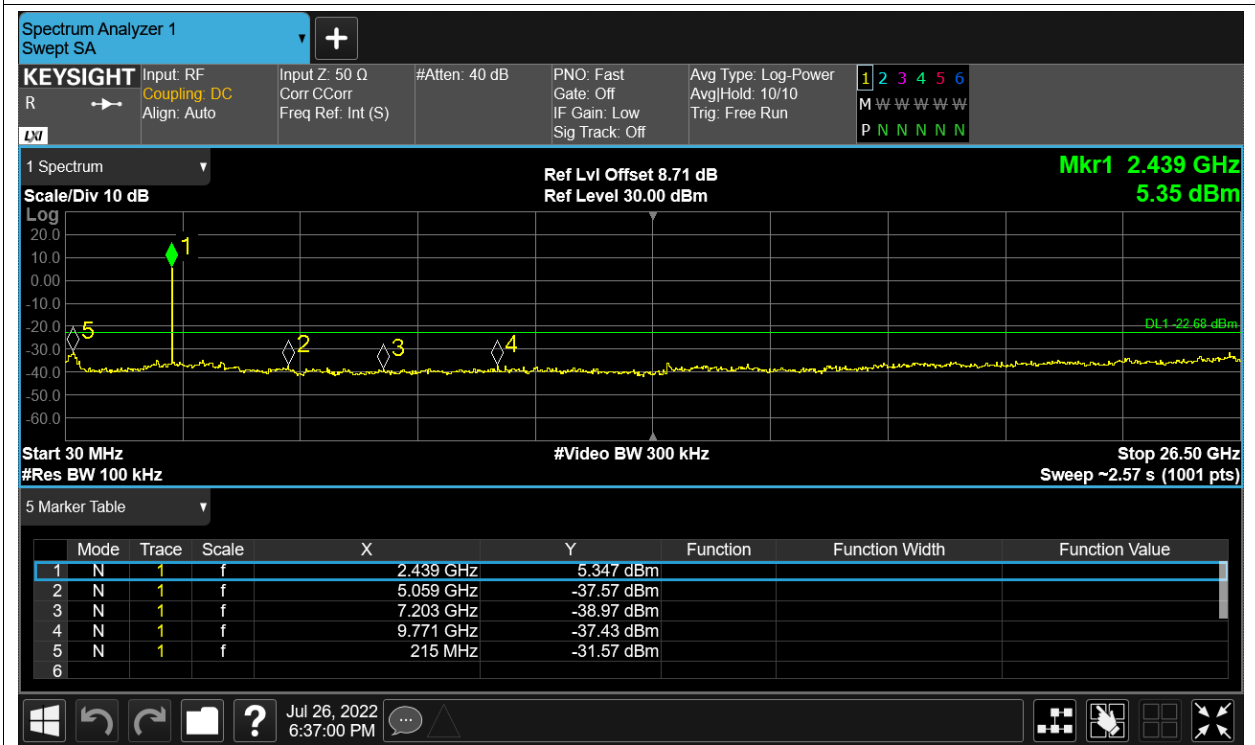 Spectrum Analyzer 1
Swept SA
KEYSIGHT Input: RF Input Z: 50 Ω #Atten: 40 dB PNO: Fast Avg Type: Log-Power 1 2 3 4 5 6
R Coupling: DC Corr CCorr Gate: Off Avg|Hold: 10/10 M W W W W W
Align: Auto Freq Ref: Int (S) IF Gain: Low Trig: Free Run
LXI Sig Track: Off P N N N N N
1 Spectrum Ref Lvl Offset 8.71 dB Mkr1 2.439 GHz
Scale/Div 10 dB Ref Level 30.00 dBm 5.35 dBm
Log
20.0
1
10.0
0.00
-10.0
-20.0 5 DL1 -22.68 dBm
-30.0 2 3 4
-40.0
-50.0
-60.0
Start 30 MHz #Video BW 300 kHz Stop 26.50 GHz
#Res BW 100 kHz Sweep ~2.57 s (1001 pts)
5 Marker Table
Mode Trace Scale X Y Function Function Width Function Value
1 N 1 f 2.439 GHz 5.347 dBm
2 N 1 f 5.059 GHz -37.57 dBm
3 N 1 f 7.203 GHz -38.97 dBm
4 N 1 f 9.771 GHz -37.43 dBm
5 N 1 f 215 MHz -31.57 dBm
6
? Jul 26, 2022
6:37:00 PM